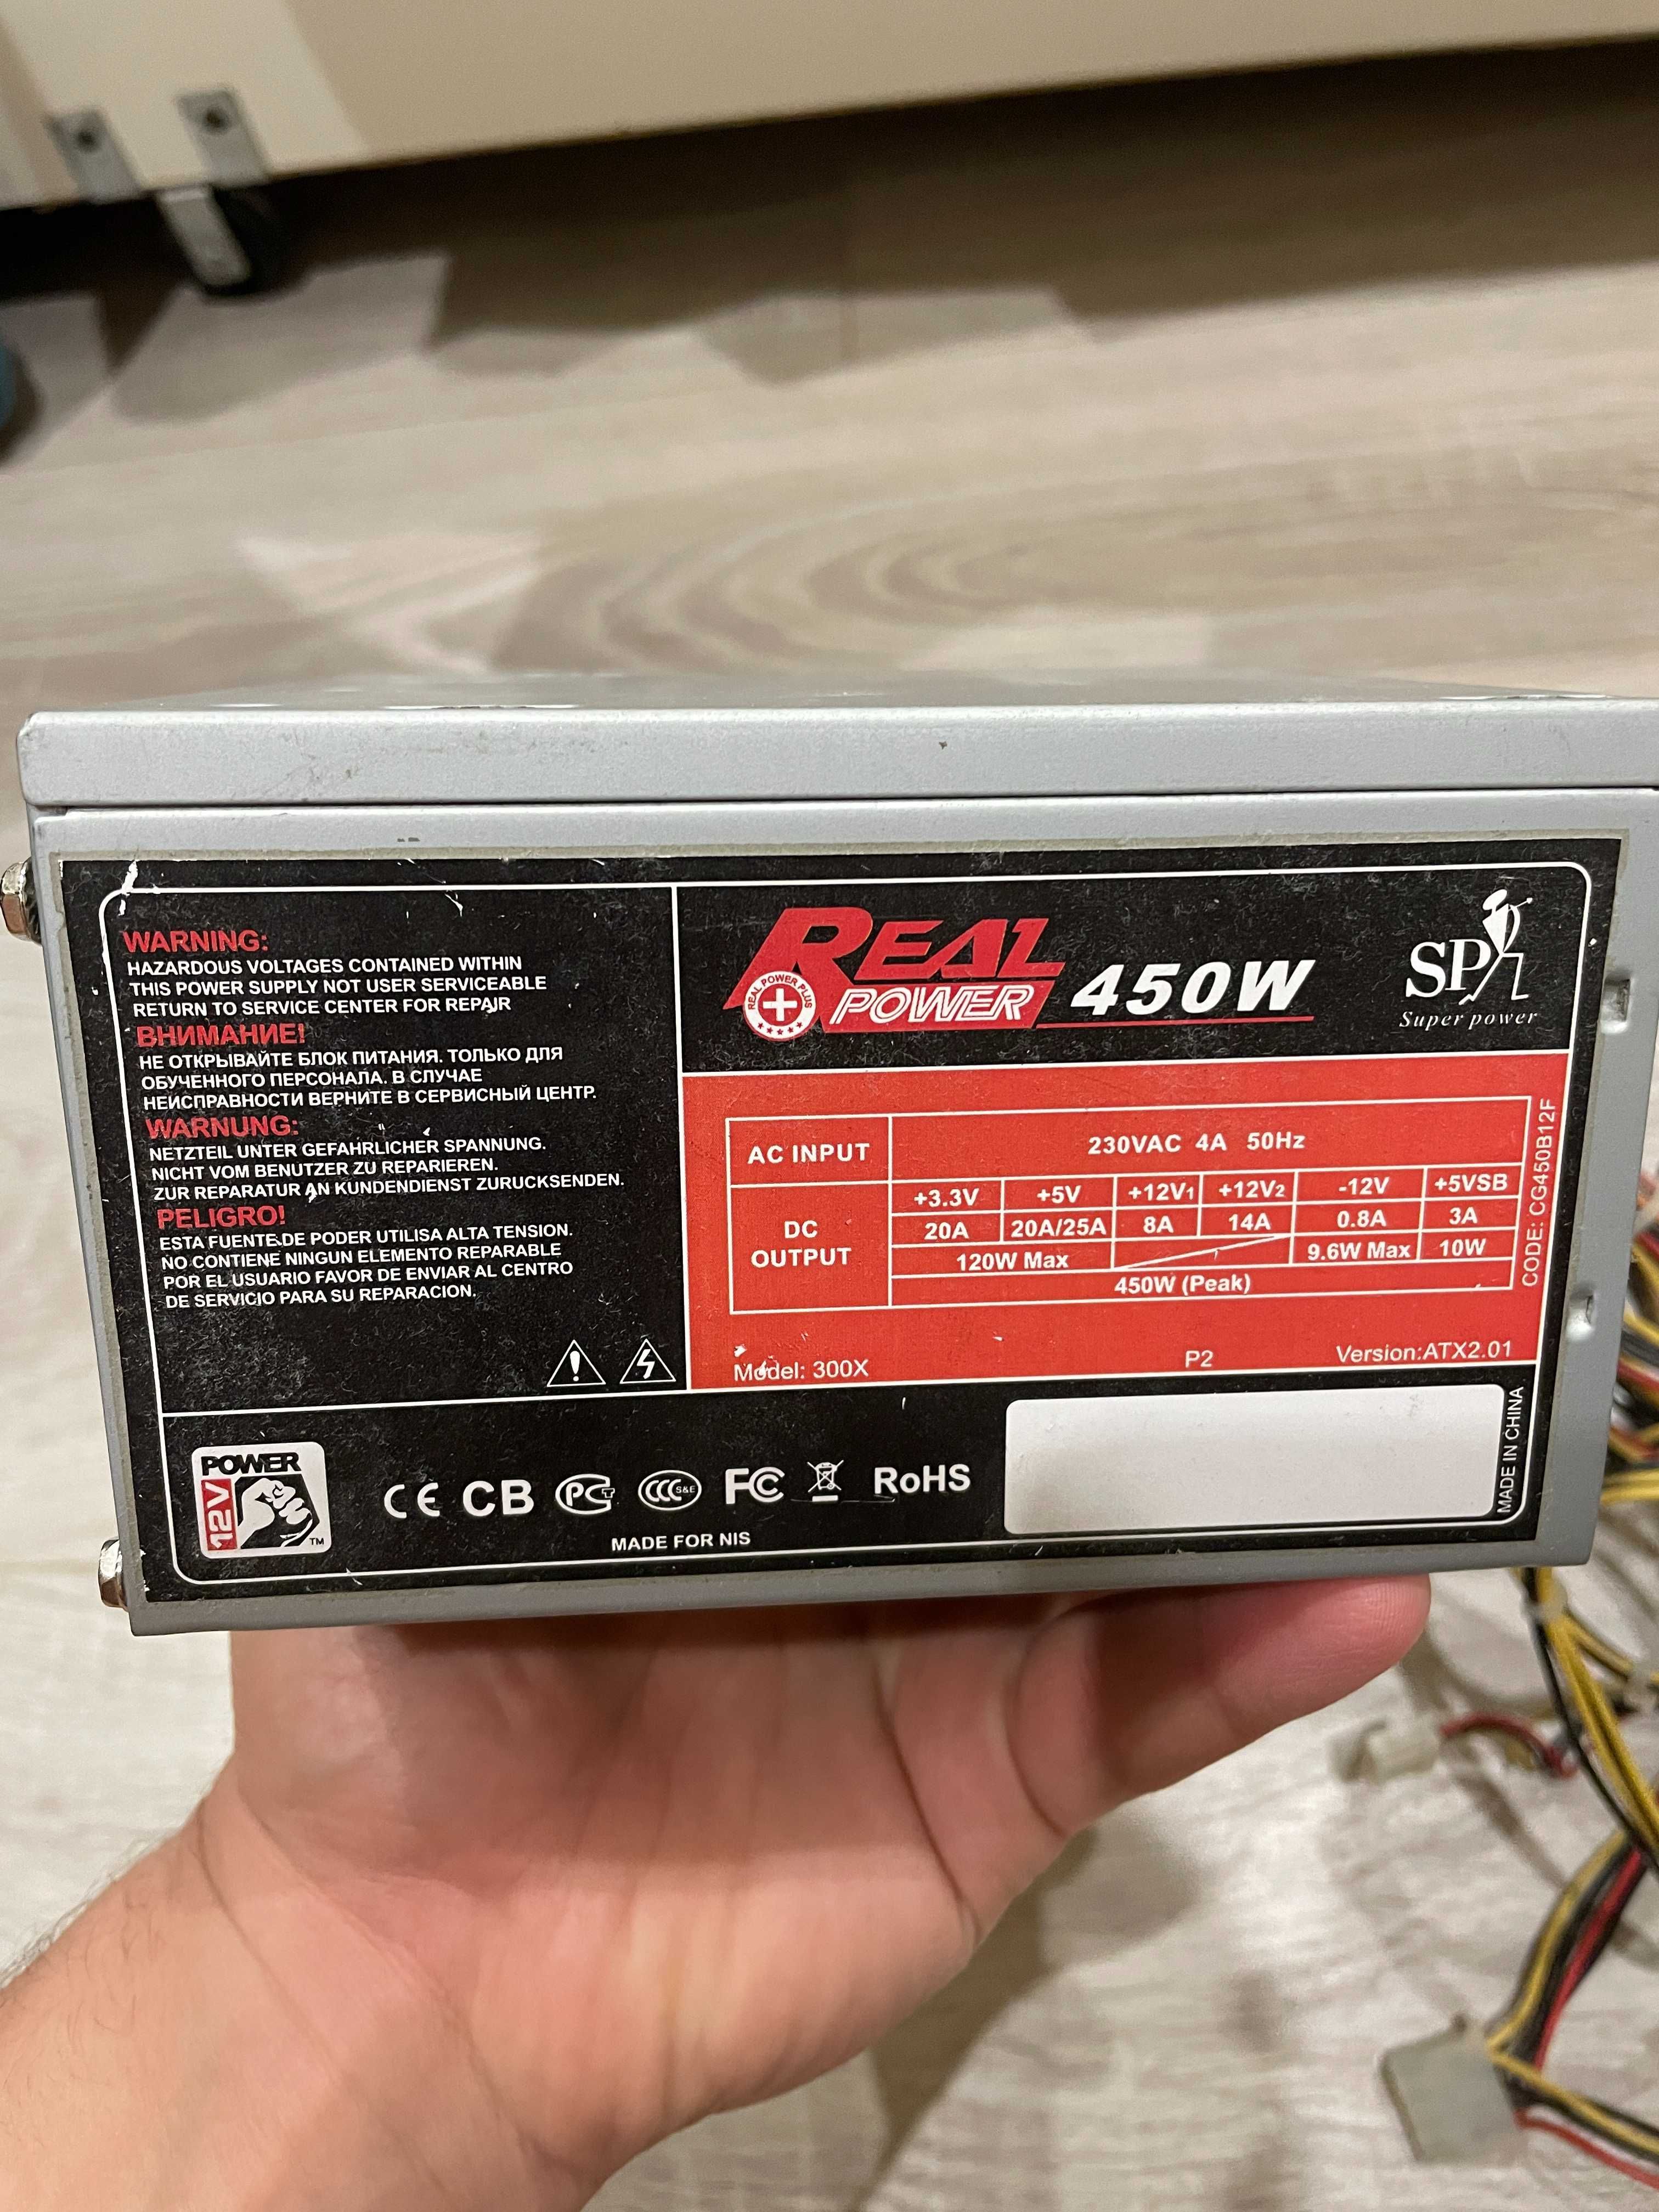 WARNING:
HAZARDOUS VOLTAGES CONTAINED WITHIN
THIS POWER SUPPLY NOT USER SERVICEABLE
RETURN TO SERVICE CENTER FOR REPAIR
ВНИМАНИЕ!
НЕ ОТКРЫВАЙТЕ БЛОК ПИТАНИЯ. ТОЛЬКО ДЛЯ
ОБУЧЕННОГО ПЕРСОНАЛА. В СЛУЧАЕ
НЕИСПРАВНОСТИ ВЕРНИТЕ В СЕРВИСНЫЙ ЦЕНТР.
WARNUNG:
NETZTEIL UNTER GEFAHRLICHER SPANNUNG.
NICHT VOM BENUTZER ZU REPARIEREN.
ZUR REPARATUR AN KUNDENDIENST ZURUCKSENDEN.
PELIGRO!
ESTA FUENTE DE PODER UTILISA ALTA TENSION.
NO CONTIENE NINGUN ELEMENTO REPARABLE
POR EL USUARIO FAVOR DE ENVIAR AL CENTRO
DE SERVICIO PARA SU REPARACION.
REAL
POWER 450W
REAL POWER PLUS
SP
Super power
AC INPUT 230VAC 4A 50Hz
DC OUTPUT
+3.3V +5V +12V1 +12V2 -12V +5VSB
20A 20A/25A 8A 14A 0.8A 3A
120W Max 9.6W Max 10W
450W (Peak)
CODE: CG450B12F
Model: 300X P2 Version:ATX2.01
POWER
12V
TM
CE CB PCT CCC S&E FC RoHS
MADE FOR NIS
MADE IN CHINA